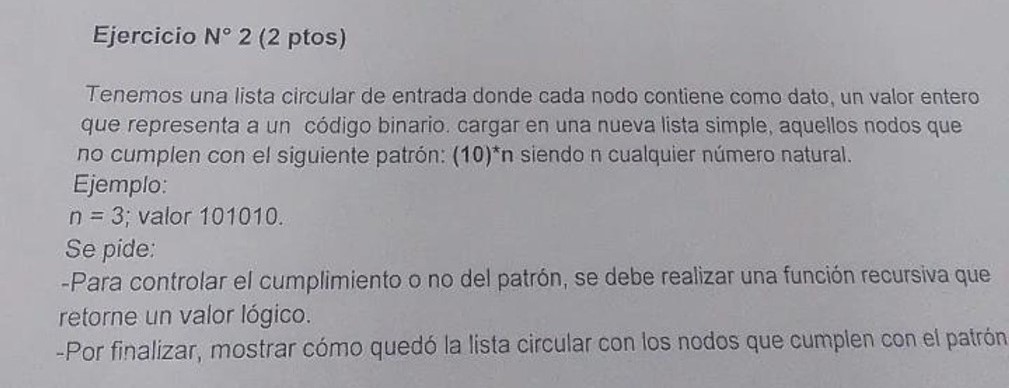 Ejercicio N° 2 (2 ptos)
Tenemos una lista circular de entrada donde cada nodo contiene como dato, un valor entero
que representa a un código binario. cargar en una nueva lista simple, aquellos nodos que
no cumplen con el siguiente patrón: (10)*n siendo n cualquier número natural.
Ejemplo:
n = 3; valor 101010.
Se pide:
-Para controlar el cumplimiento o no del patrón, se debe realizar una función recursiva que
retorne un valor lógico.
-Por finalizar, mostrar cómo quedó la lista circular con los nodos que cumplen con el patrón